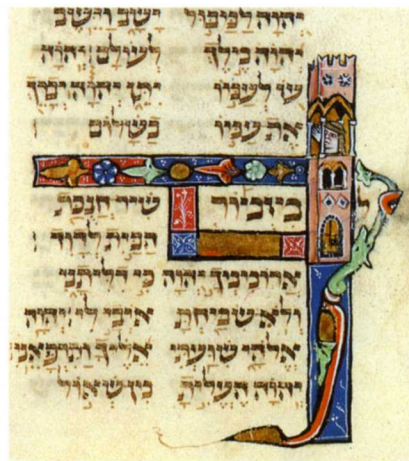 יהוה למבול ישב וישב
יהוה מלך לעולם יהוה
עז לעמו יתן יהוה יברך
את עמו בשלום
מזמור שיר חנכת
הבית לדוד
ארוממך יהוה כי דליתני
ולא שמחת איבי לי יהוה
אלהי שועתי אליך ותרפאני
יהוה העלית מן שאול